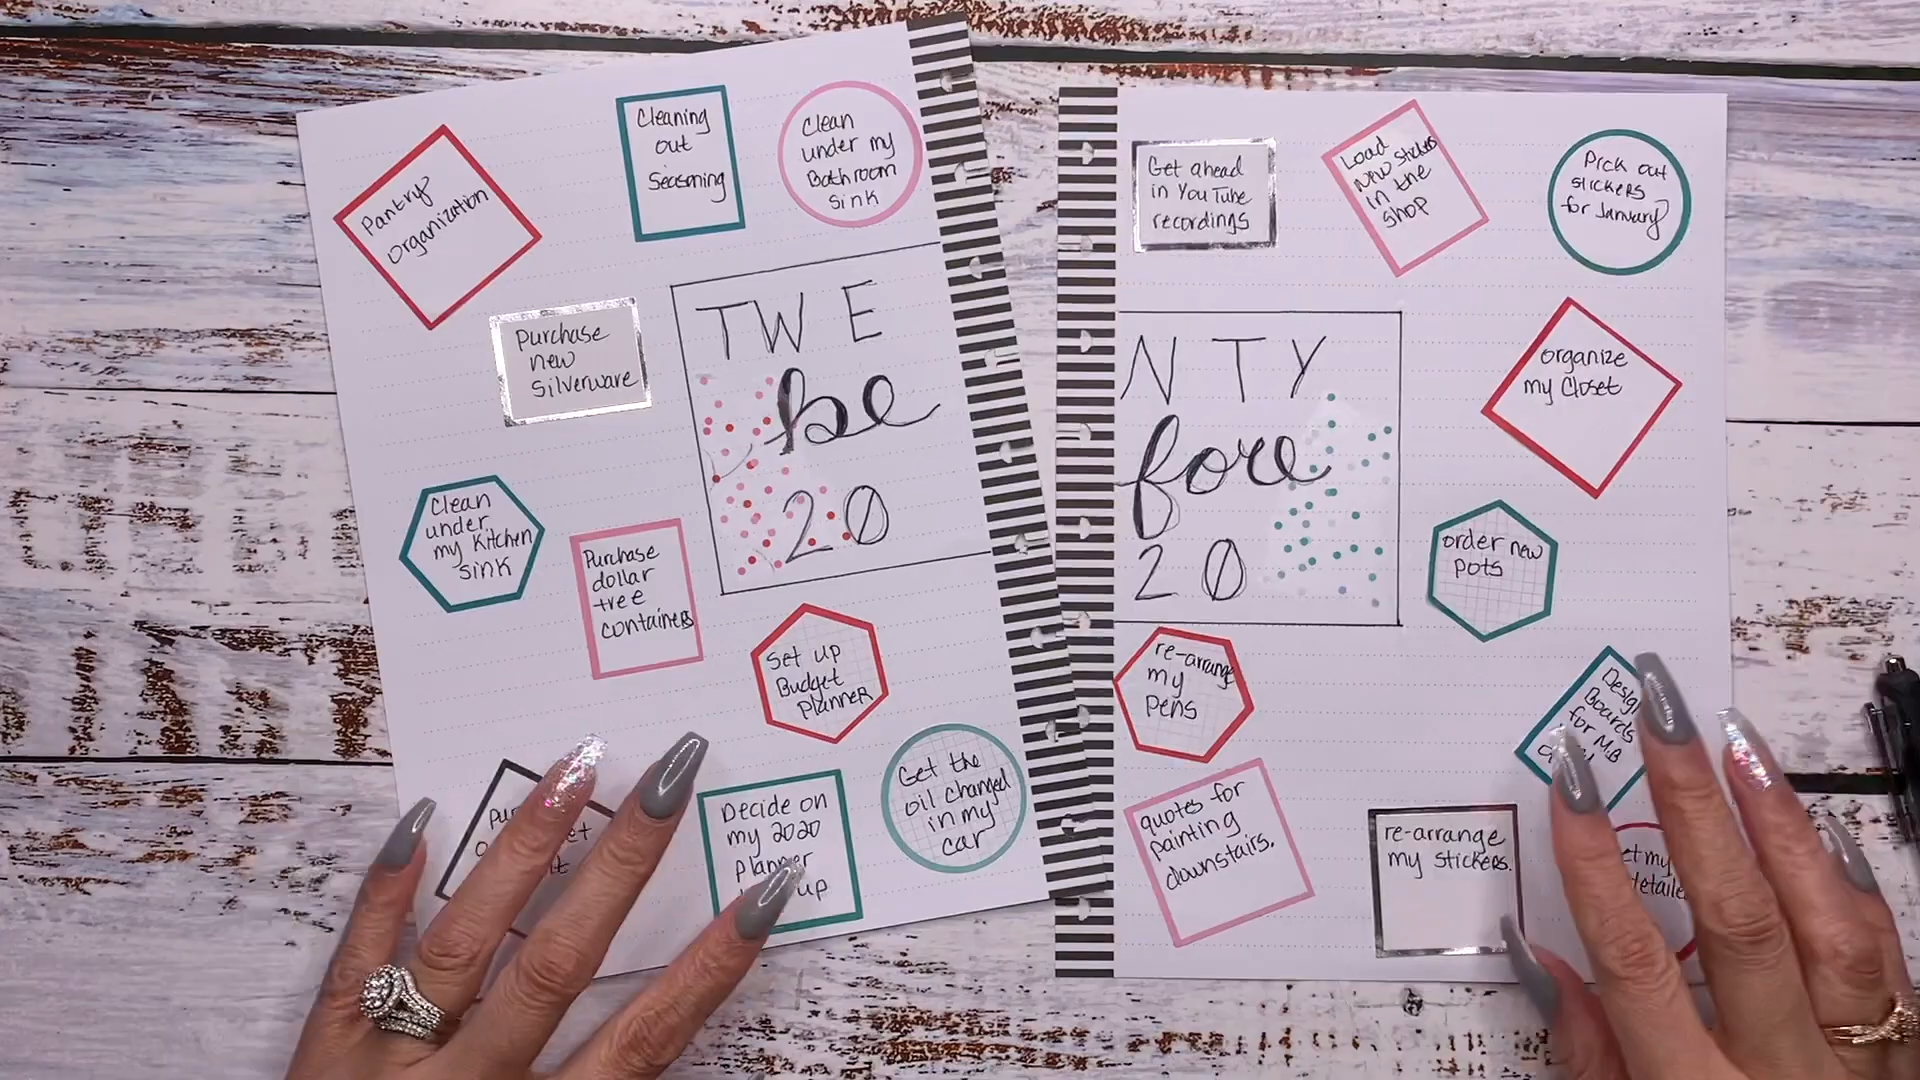 Pantry
Organization
Cleaning
out
Seasoning
Clean
under my
Bathroom
sink
Purchase
new
Silverware
TWE
be
20
Clean
under
my Kitchen
sink
Purchase
dollar
tree
containers
Set up
Budget
Planner
Decide on
my 2020
planner
up
Get the
oil changed
in my
car
Get ahead
in YouTube
recordings
Load
New Stickers
in the
shop
Pick out
stickers
for January
NTY
fore
20
organize
my Closet
order new
pots
re-arrange
my
pens
Boards
for M.B
quotes for
painting
downstairs.
re-arrange
my stickers.
my